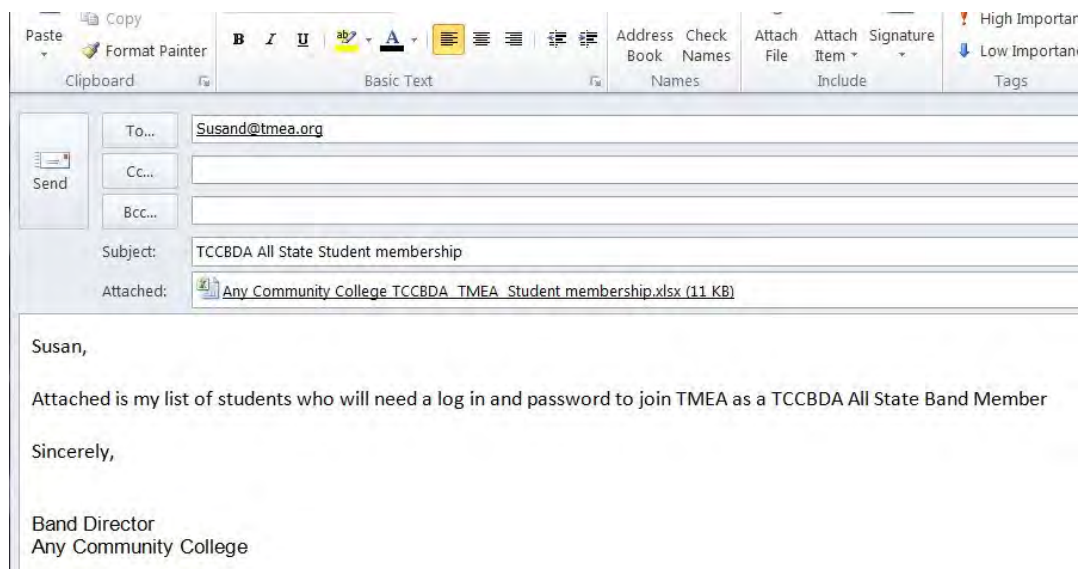 Paste
Copy
Format Painter
Clipboard
B I U ab A
Basic Text
Address Book
Check Names
Names
Attach File
Attach Item
Signature
Include
High Importan
Low Importanc
Tags
Send
To... Susand@tmea.org
Cc...
Bcc...
Subject: TCCBDA All State Student membership
Attached: Any Community College TCCBDA_TMEA_Student membership.xlsx (11 KB)
Susan,
Attached is my list of students who will need a log in and password to join TMEA as a TCCBDA All State Band Member
Sincerely,
Band Director
Any Community College